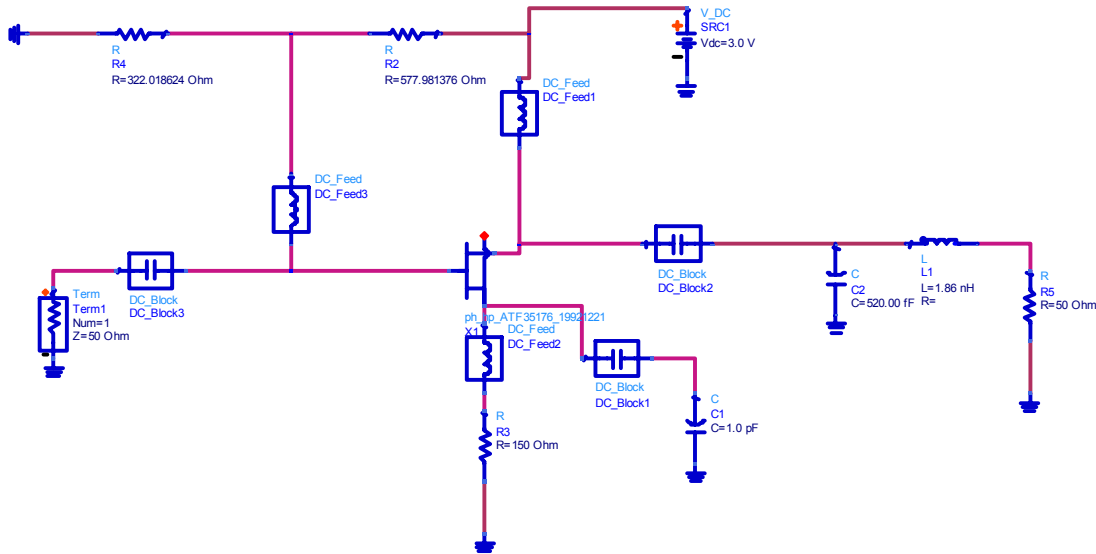 R
R4
R=322.018624 Ohm
R
R2
R=577.981376 Ohm
V_DC
SRC1
Vdc=3.0 V
DC_Feed
DC_Feed1
DC_Feed
DC_Feed3
Term
Term1
Num=1
Z=50 Ohm
DC_Block
DC_Block3
ph_hp_ATF35176_19921221
X1
DC_Feed
DC_Feed2
R
R3
R=150 Ohm
DC_Block
DC_Block1
C
C1
C=1.0 pF
DC_Block
DC_Block2
C
C2
C=520.00 fF
L
L1
L=1.86 nH
R=
R
R5
R=50 Ohm